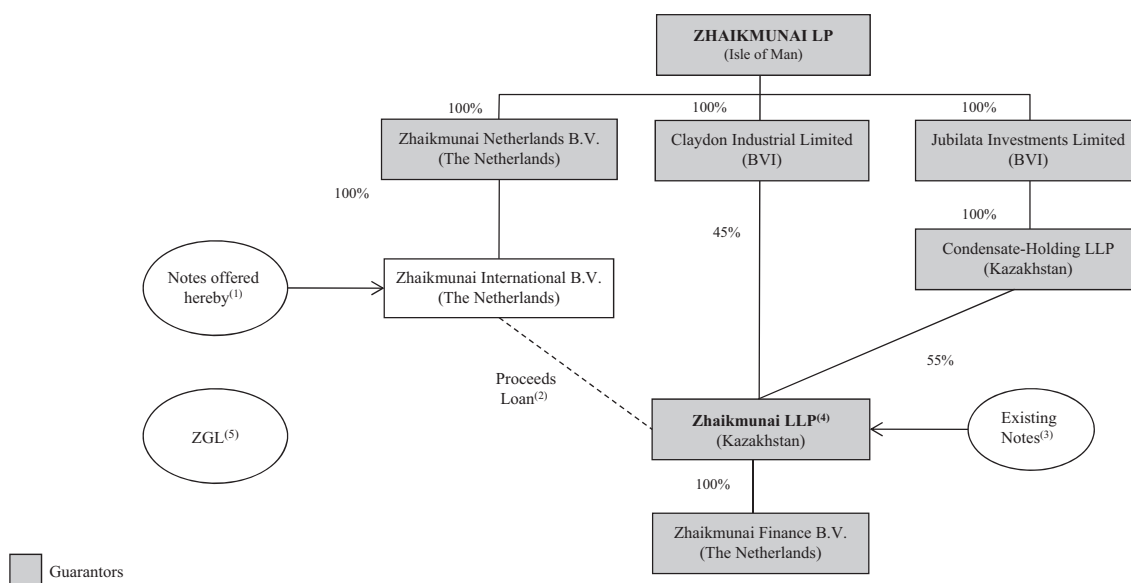 ZHAIKMUNAI LP
(Isle of Man)
100%
100%
100%
Zhaikmunai Netherlands B.V.
(The Netherlands)
Claydon Industrial Limited
(BVI)
Jubilata Investments Limited
(BVI)
100%
45%
100%
Condensate-Holding LLP
(Kazakhstan)
Notes offered
hereby(1)
Zhaikmunai International B.V.
(The Netherlands)
55%
Proceeds
Loan(2)
ZGL(5)
Zhaikmunai LLP(4)
(Kazakhstan)
Existing
Notes(3)
100%
Zhaikmunai Finance B.V.
(The Netherlands)
Guarantors